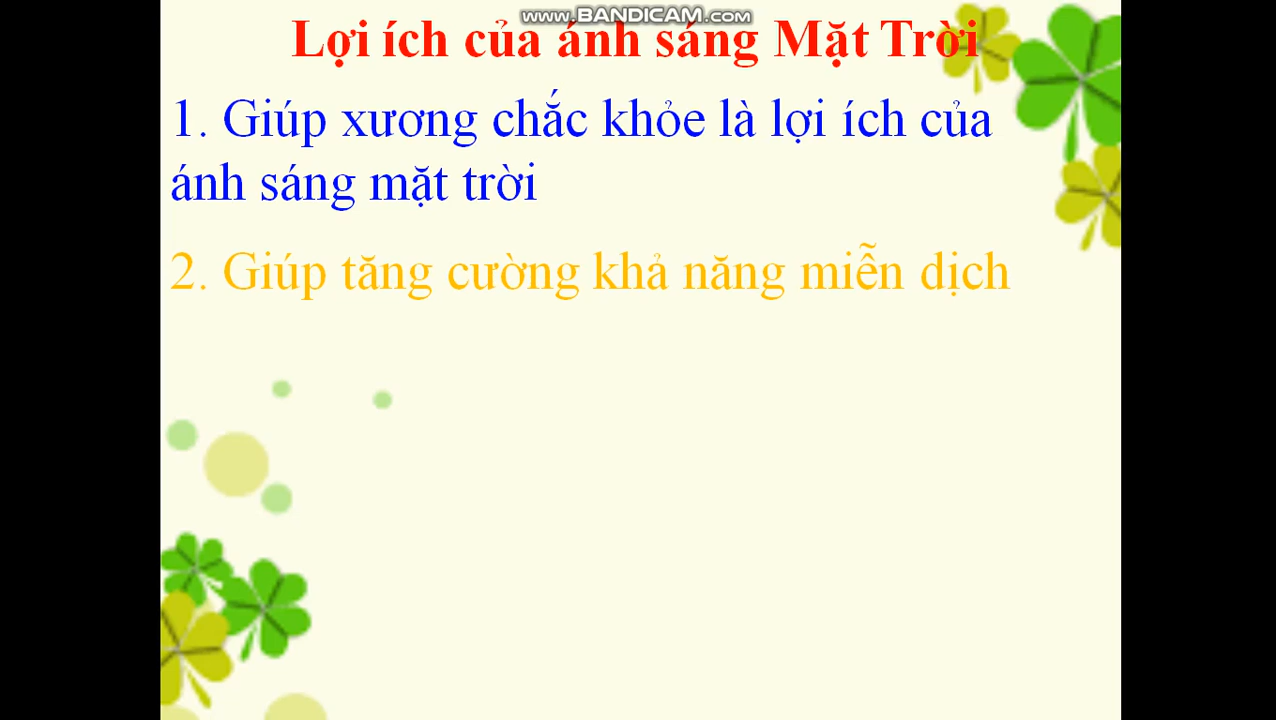 www.BANDICAM.com
Lợi ích của ánh sáng Mặt Trời
1. Giúp xương chắc khỏe là lợi ích của
ánh sáng mặt trời
2. Giúp tăng cường khả năng miễn dịch